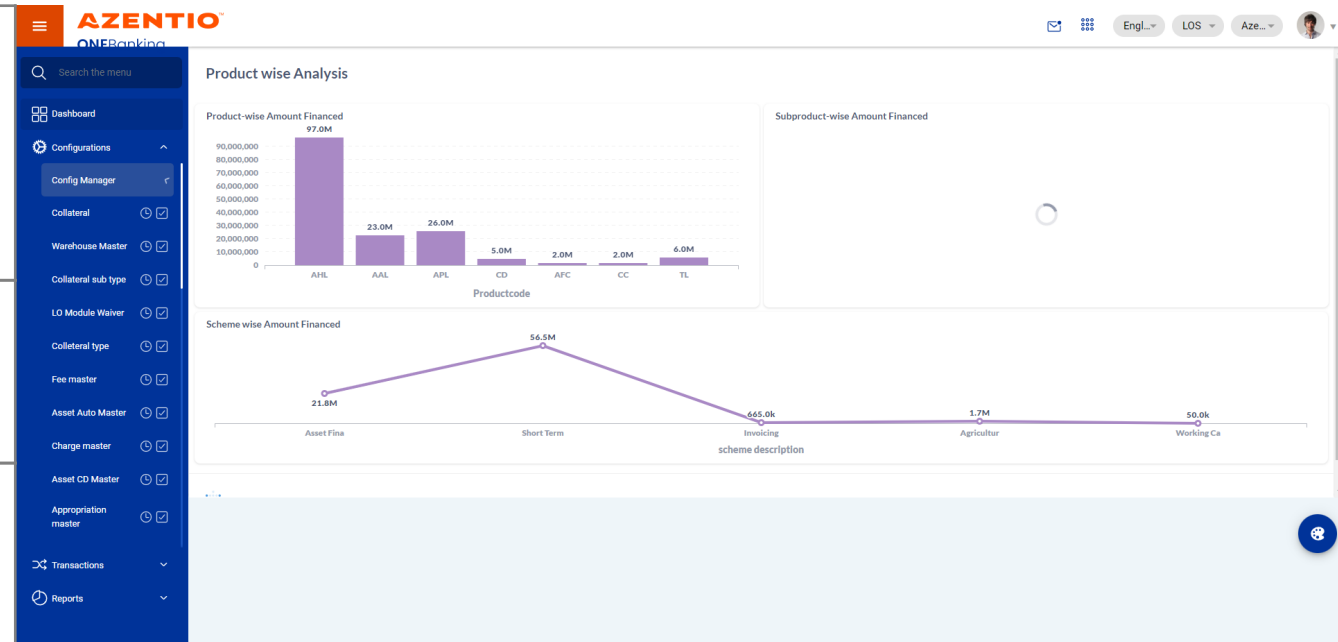 AZENTIO
ONEBanking
Engl...
LOS
Aze...
Search the menu
Dashboard
Configurations
Config Manager
Collateral
Warehouse Master
Collateral sub type
LO Module Waiver
Colleteral type
Fee master
Asset Auto Master
Charge master
Asset CD Master
Appropriation
master
Transactions
Reports
Product wise Analysis
Product-wise Amount Financed
97.0M
90,000,000
80,000,000
70,000,000
60,000,000
50,000,000
40,000,000
30,000,000
20,000,000
10,000,000
0
23.0M
26.0M
5.0M
2.0M
2.0M
6.0M
AHL
AAL
APL
CD
AFC
CC
TL
Productcode
Subproduct-wise Amount Financed
Scheme wise Amount Financed
56.5M
21.8M
665.0k
1.7M
50.0k
Asset Fina
Short Term
Invoicing
Agricultur
Working Ca
scheme description